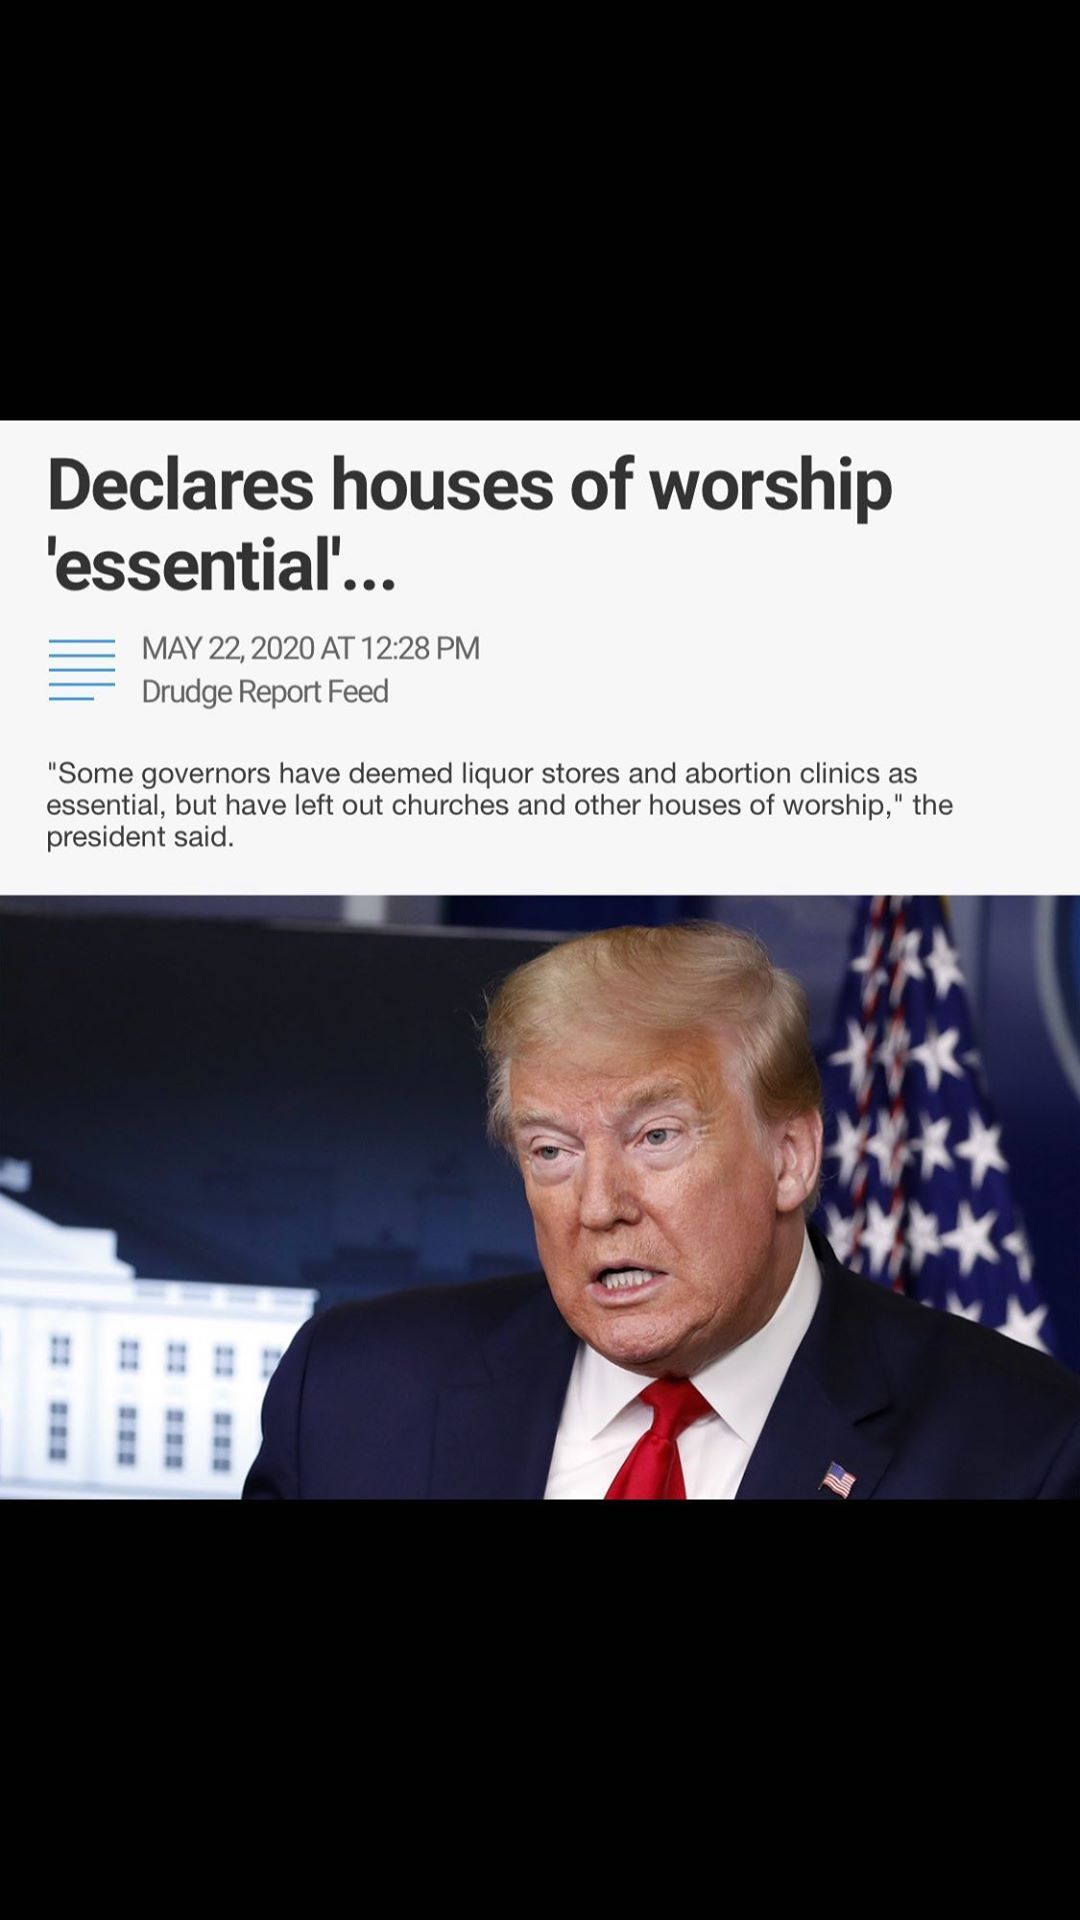 Declares houses of worship
'essential'...
MAY 22, 2020 AT 12:28 PM
Drudge Report Feed
"Some governors have deemed liquor stores and abortion clinics as
essential, but have left out churches and other houses of worship," the
president said.